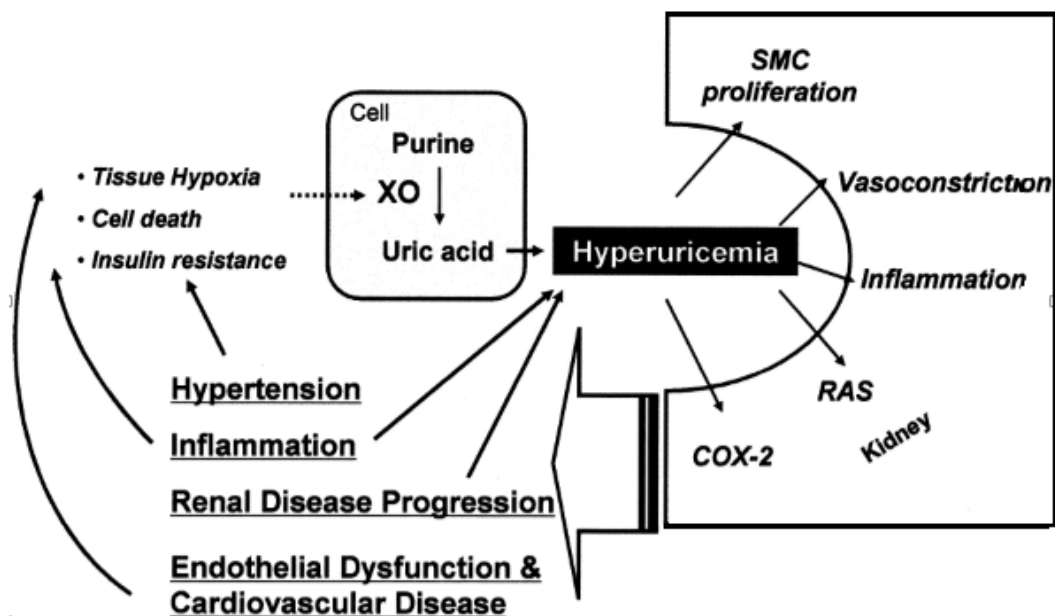 SMC
proliferation
Cell
Purine
XO
Uric acid
• Tissue Hypoxia
• Cell death
• Insulin resistance
Hyperuricemia
Vasoconstriction
Inflammation
RAS
COX-2
Kidney
Hypertension
Inflammation
Renal Disease Progression
Endothelial Dysfunction &
Cardiovascular Disease